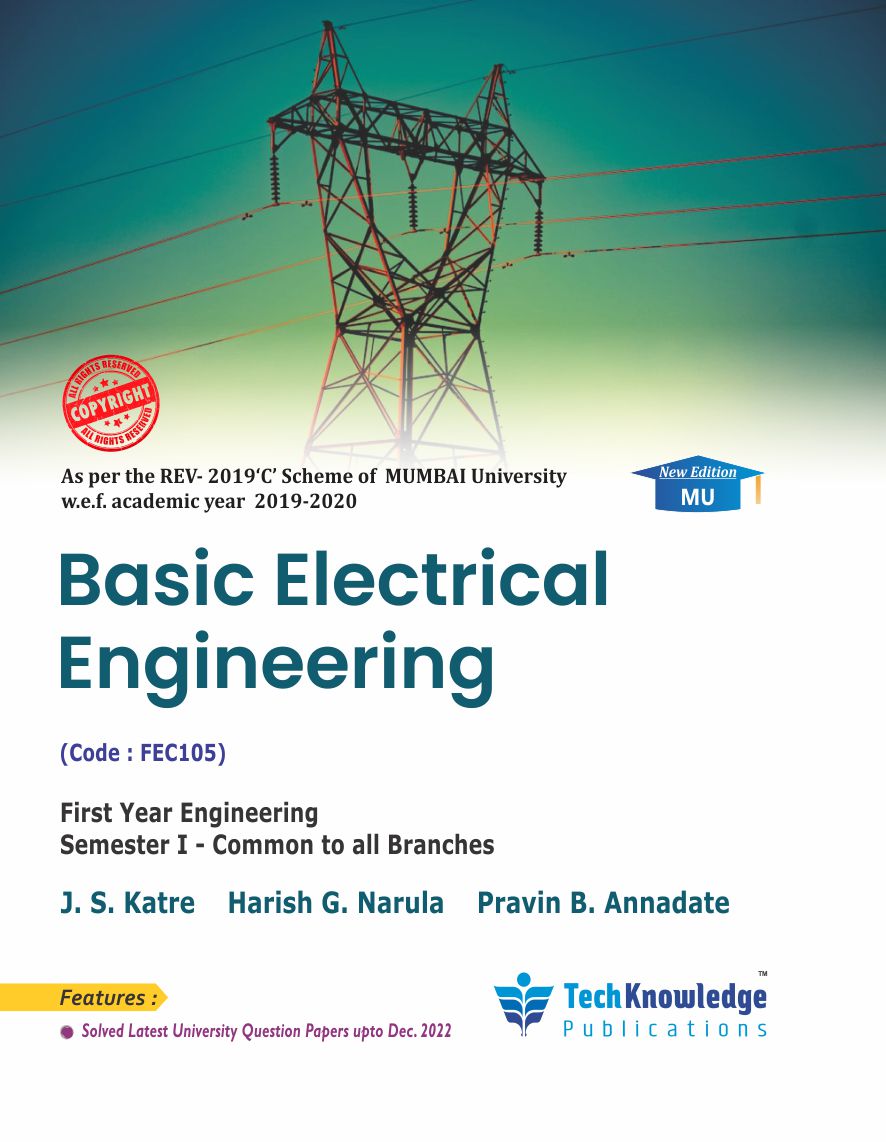 ALL RIGHTS RESERVED
COPYRIGHT
ALL RIGHTS RESERVED
As per the REV- 2019‘C’ Scheme of MUMBAI University
w.e.f. academic year 2019-2020
New Edition
MU
Basic Electrical
Engineering
(Code : FEC105)
First Year Engineering
Semester I - Common to all Branches
J. S. Katre Harish G. Narula Pravin B. Annadate
Features :
Solved Latest University Question Papers upto Dec. 2022
TM
TechKnowledge
Publications